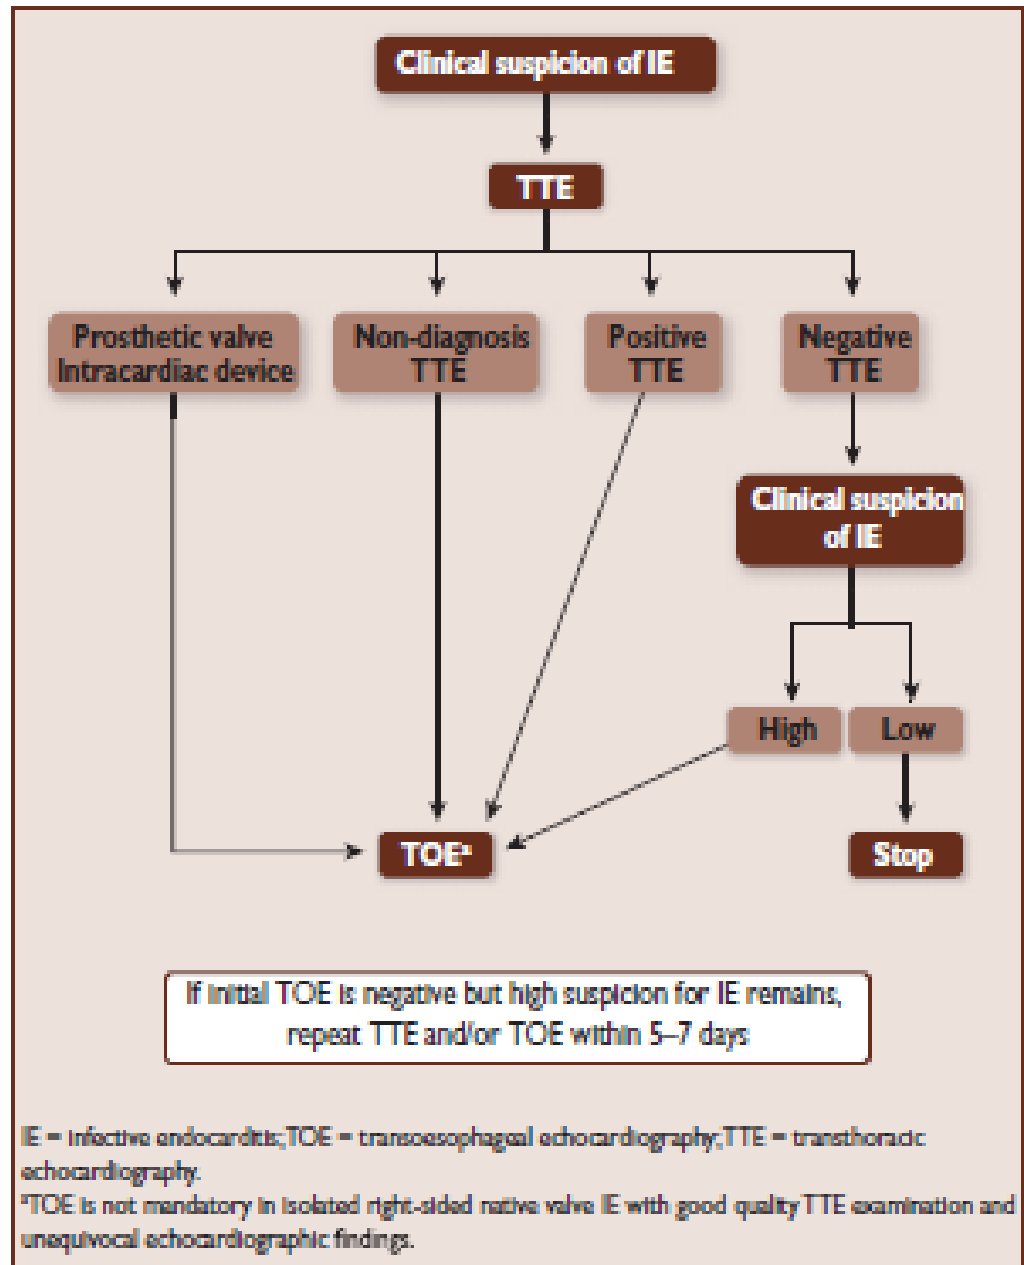 Clinical suspicion of IE
TTE
Prosthetic valve
Intracardiac device
Non-diagnosis
TTE
Positive
TTE
Negative
TTE
Clinical suspicion
of IE
High
Low
TOEª
Stop
If initial TOE is negative but high suspicion for IE remains,
repeat TTE and/or TOE within 5–7 days
IE = infective endocarditis; TOE = transoesophageal echocardiography; TTE = transthoracic
echocardiography.
ªTOE is not mandatory in isolated right-sided native valve IE with good quality TTE examination and
unequivocal echocardiographic findings.